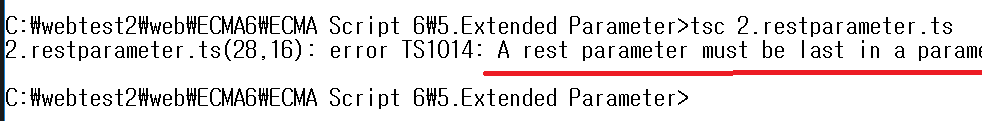 C:₩webtest2₩web₩ECMA6₩ECMA Script 6₩5.Extended Parameter>tsc 2.restparameter.ts
2.restparameter.ts(28,16): error TS1014: A rest parameter must be last in a parame
C:₩webtest2₩web₩ECMA6₩ECMA Script 6₩5.Extended Parameter>